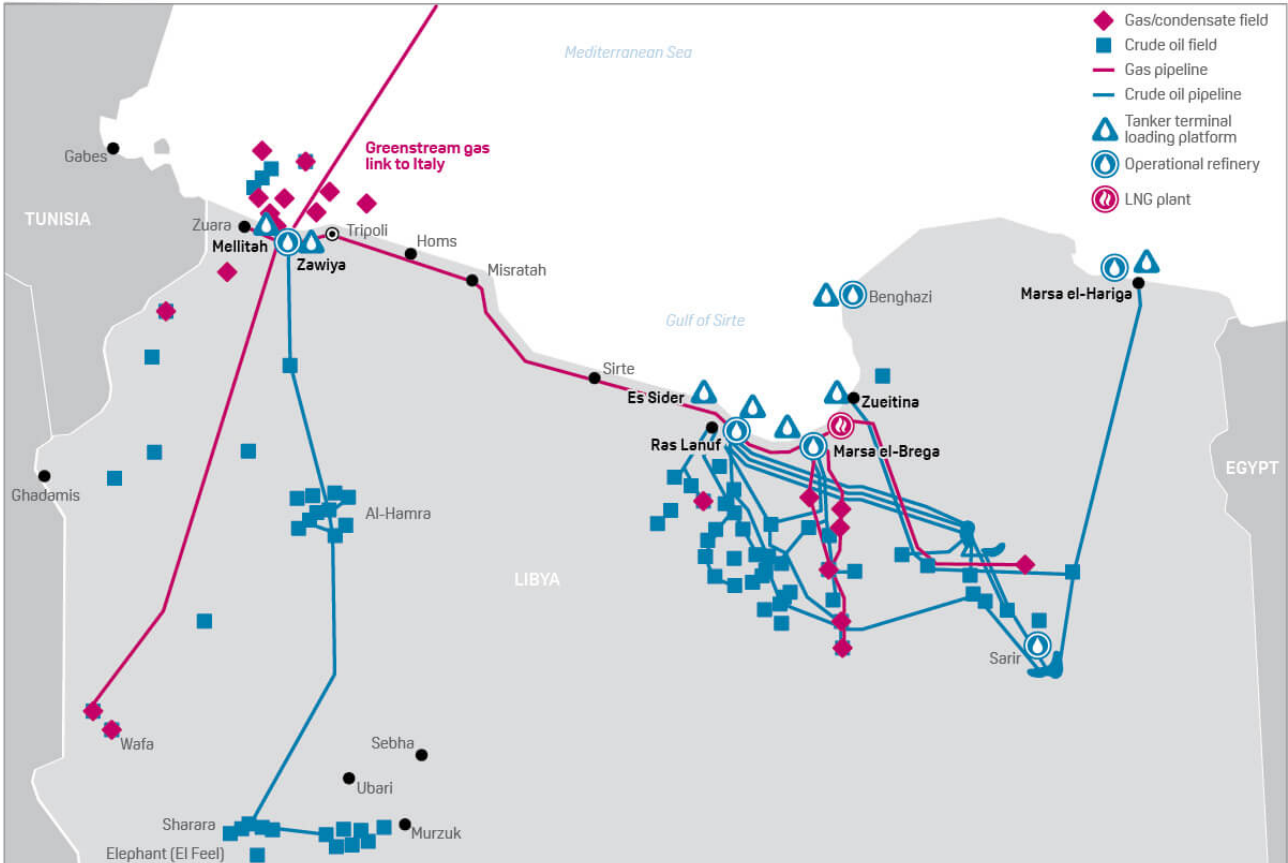 Mediterranean Sea
Gas/condensate field
Crude oil field
Gas pipeline
Crude oil pipeline
Tanker terminal
loading platform
Operational refinery
LNG plant
Greenstream gas
link to Italy
Gabes
TUNISIA
Zuara
Mellitah
Tripoli
Zawiya
Homs
Misratah
Benghazi
Marsa el-Hariga
Gulf of Sirte
Sirte
Es Sider
Zueitina
Ras Lanuf
Marsa el-Brega
EGYPT
Ghadamis
Al-Hamra
LIBYA
Sarir
Wafa
Sebha
Ubari
Sharara
Murzuk
Elephant (El Feel)